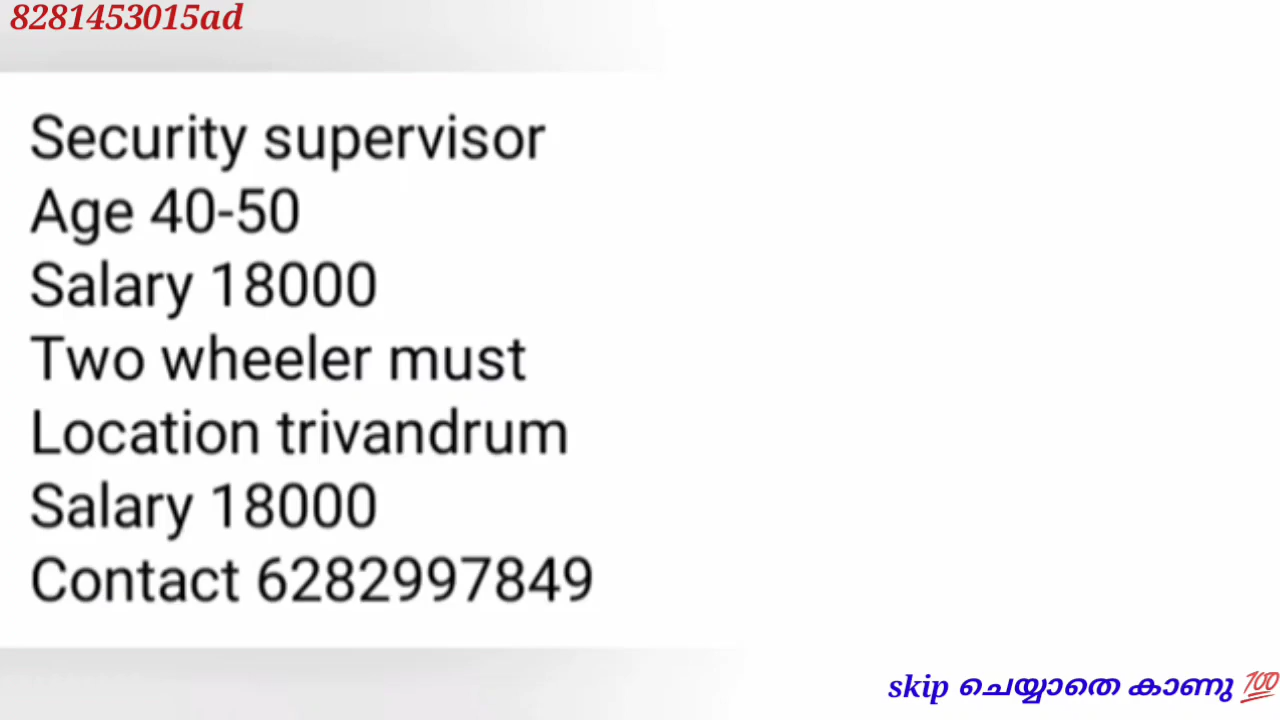 8281453015ad
Security supervisor
Age 40-50
Salary 18000
Two wheeler must
Location trivandrum
Salary 18000
Contact 6282997849
skip ചെയ്യാതെ കാണു 💯